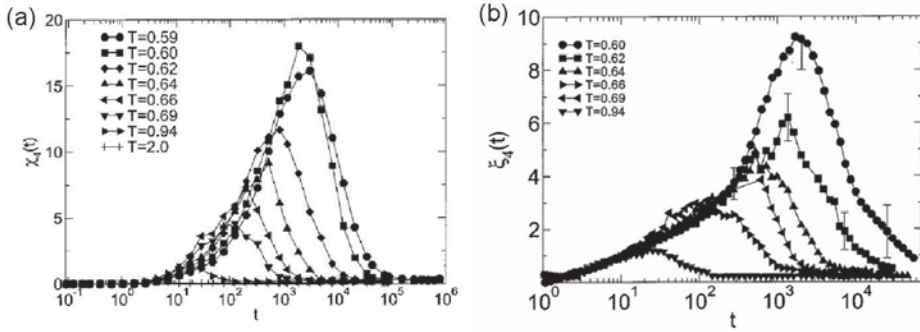 (a)
χ₄(t)
20
15
10
5
0
T=0.59
T=0.60
T=0.62
T=0.64
T=0.66
T=0.69
T=0.94
T=2.0
10⁻¹ 10⁰ 10¹ 10² 10³ 10⁴ 10⁵ 10⁶
t
(b)
ξ₄(t)
10
8
6
4
2
T=0.60
T=0.62
T=0.64
T=0.66
T=0.69
T=0.94
10⁰ 10¹ 10² 10³ 10⁴
t